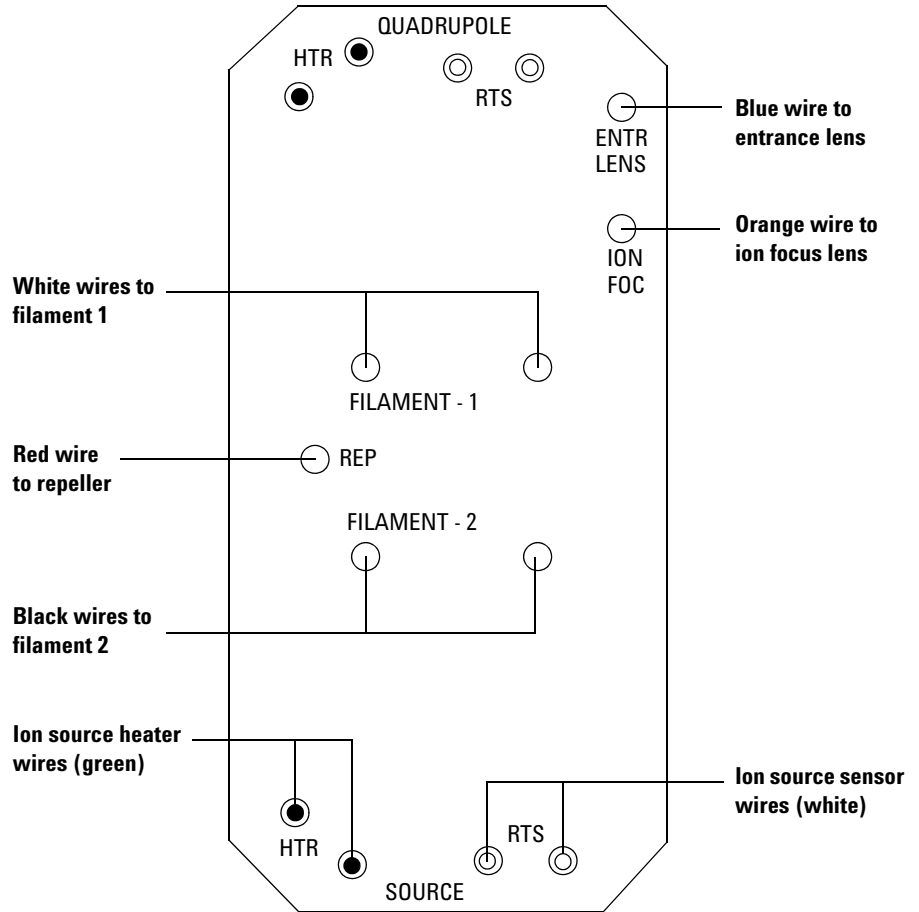 QUADRUPOLE
HTR
RTS
ENTR
LENS
Blue wire to
entrance lens
ION
FOC
Orange wire to
ion focus lens
White wires to
filament 1
FILAMENT - 1
Red wire
to repeller
REP
FILAMENT - 2
Black wires to
filament 2
Ion source heater
wires (green)
HTR
RTS
Ion source sensor
wires (white)
SOURCE